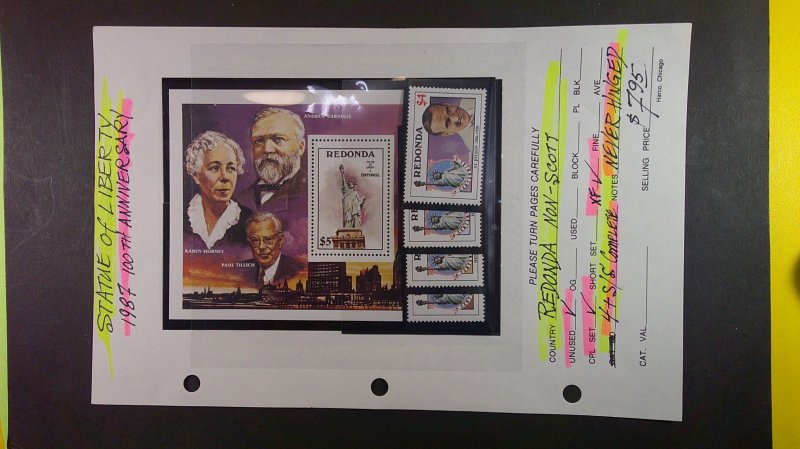 STATUE OF LIBERTY
1987 100TH ANNIVERSARY
ANDREW CARNEGIE
KAREN HORNEY
PAUL TILLICH
REDONDA
CENTENNIAL
$5
$4
PLEASE TURN PAGES CAREFULLY
COUNTRY REDONDA NON-SCOTT
UNUSED V OG USED BLOCK PL BLK
CPL SET V SHORT SET XF V FINE AVE
4+S/S COMPLETE NOTES NEVER HINGED
CAT. VAL SELLING PRICE $7.95
Harco, Chicago